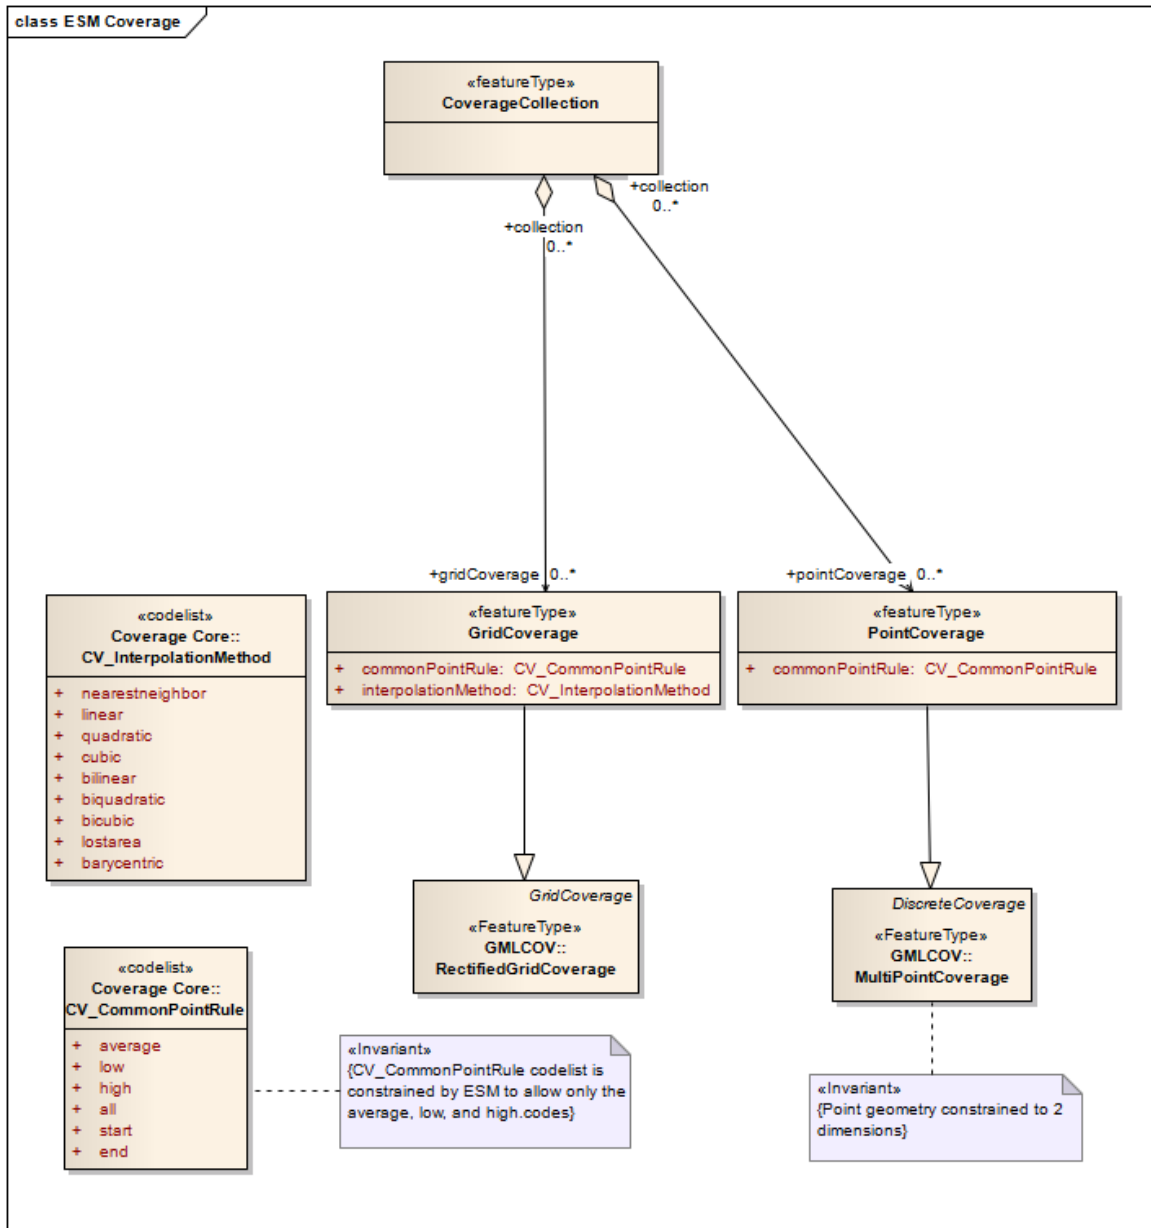 class ESM Coverage
«featureType»
CoverageCollection
+collection
0..*
+collection
0..*
+gridCoverage 0..*
+pointCoverage 0..*
«featureType»
GridCoverage
+ commonPointRule: CV_CommonPointRule
+ interpolationMethod: CV_InterpolationMethod
«featureType»
PointCoverage
+ commonPointRule: CV_CommonPointRule
«codelist»
Coverage Core::
CV_InterpolationMethod
+ nearestneighbor
+ linear
+ quadratic
+ cubic
+ bilinear
+ biquadratic
+ bicubic
+ lostarea
+ barycentric
GridCoverage
«FeatureType»
GMLCOV::
RectifiedGridCoverage
DiscreteCoverage
«FeatureType»
GMLCOV::
MultiPointCoverage
«codelist»
Coverage Core::
CV_CommonPointRule
+ average
+ low
+ high
+ all
+ start
+ end
«Invariant»
{CV_CommonPointRule codelist is
constrained by ESM to allow only the
average, low, and high.codes}
«Invariant»
{Point geometry constrained to 2
dimensions}